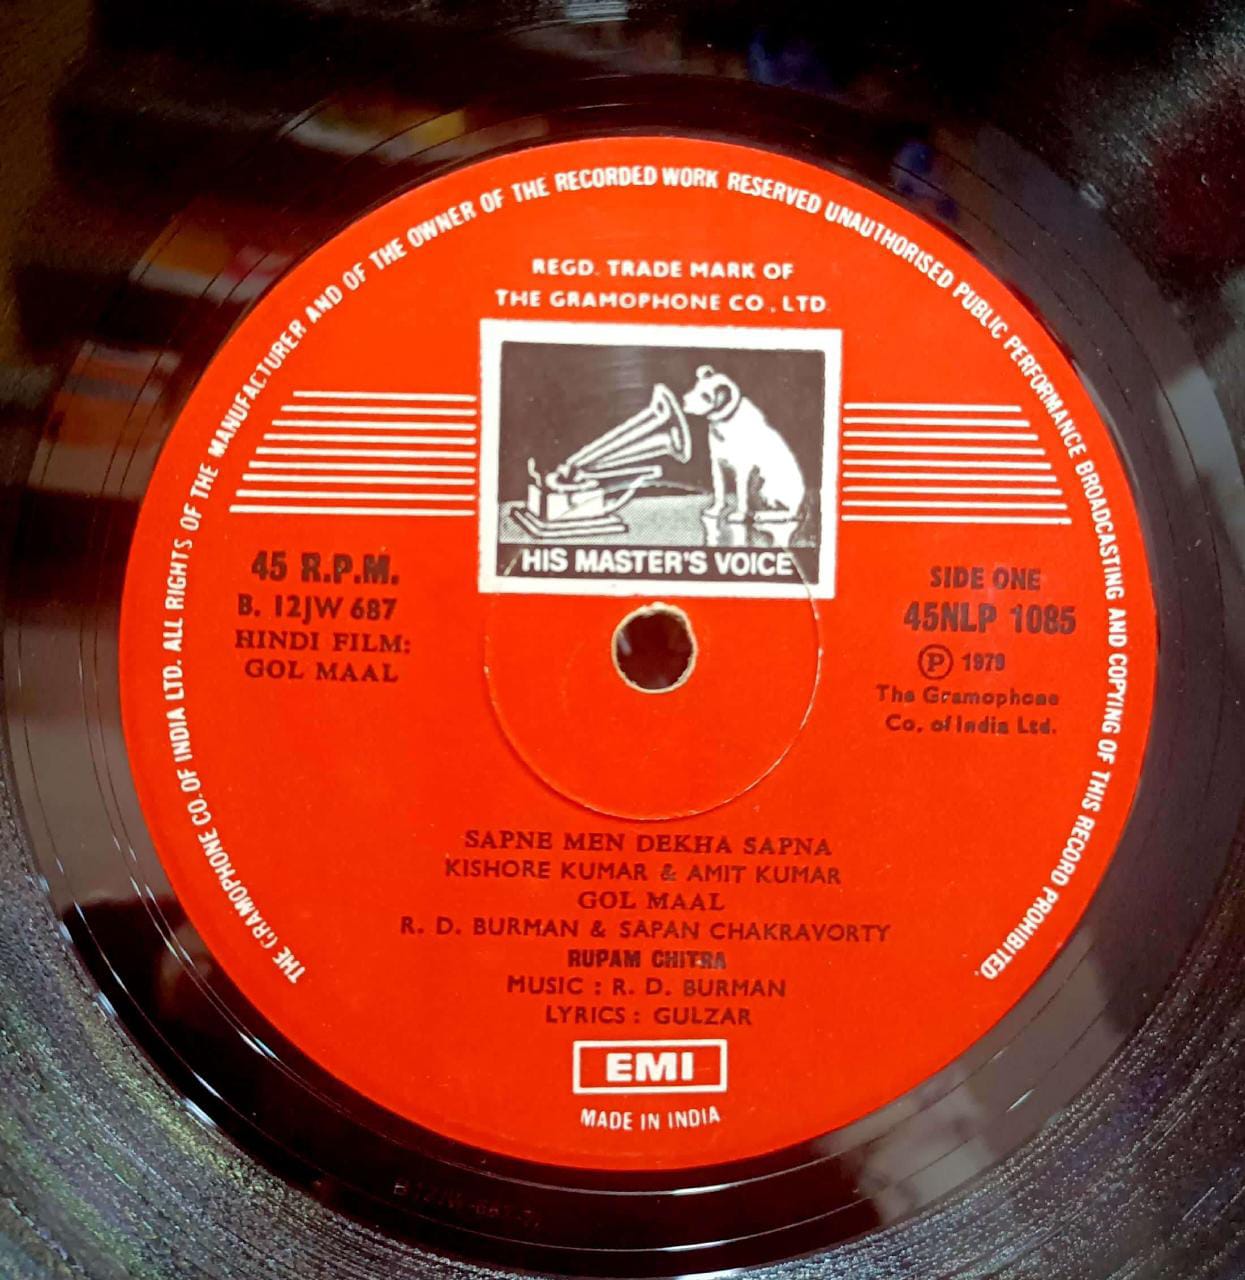 THE GRAMOPHONE CO. OF INDIA LTD. ALL RIGHTS OF THE MANUFACTURER AND OF THE OWNER OF THE RECORDED WORK RESERVED UNAUTHORISED PUBLIC PERFORMANCE BROADCASTING AND COPYING OF THIS RECORD PROHIBITED.
REGD. TRADE MARK OF
THE GRAMOPHONE CO., LTD.
HIS MASTER'S VOICE
45 R.P.M.
B. 12JW 687
HINDI FILM:
GOL MAAL
SIDE ONE
45NLP 1085
Ⓟ 1979
The Gramophone
Co. of India Ltd.
SAPNE MEN DEKHA SAPNA
KISHORE KUMAR & AMIT KUMAR
GOL MAAL
R. D. BURMAN & SAPAN CHAKRAVORTY
RUPAM CHITRA
MUSIC : R. D. BURMAN
LYRICS : GULZAR
EMI
MADE IN INDIA